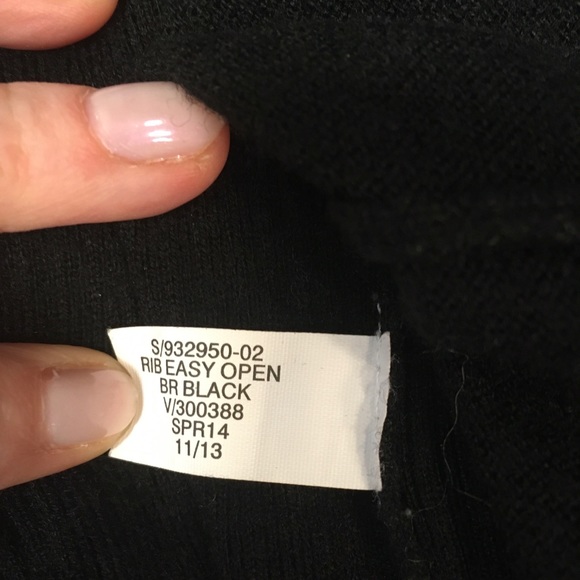 S/932950-02
RIB EASY OPEN
BR BLACK
V/300388
SPR14
11/13